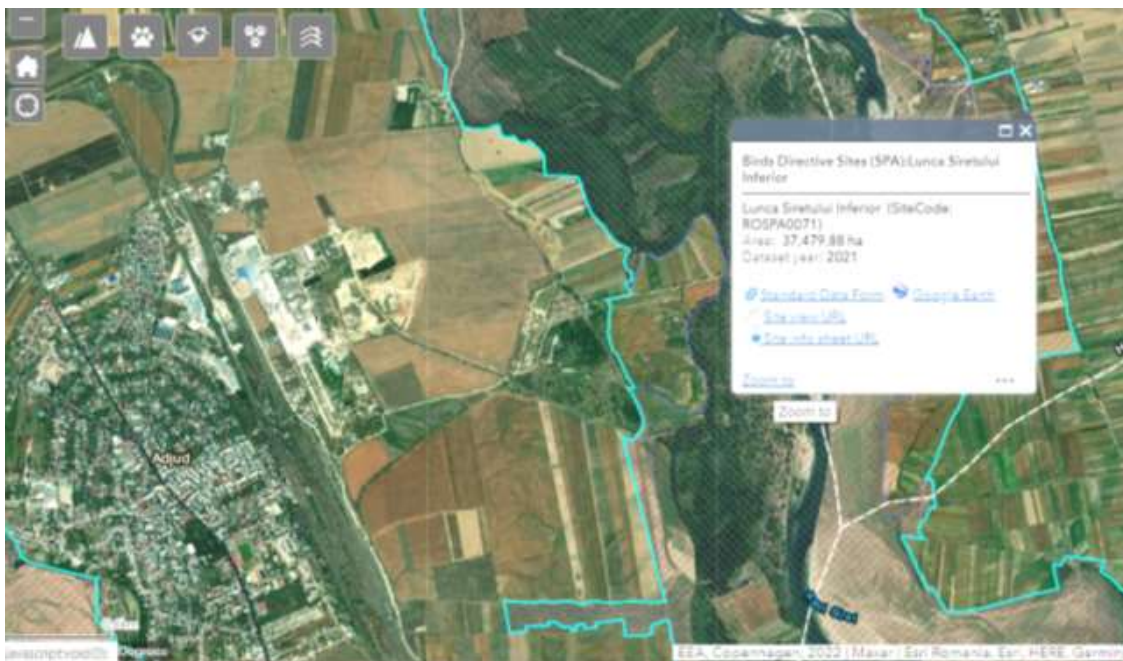 Birds Directive Sites (SPA):Lunca Siretului
Inferior
Lunca Siretului Inferior (SiteCode:
ROSPA0071)
Area: 37,479.88 ha
Dataset year: 2021
Standard Data Form Google Earth
Site view URL
Site info sheet URL
Zoom to
Zoom to
Adjud
Degrees
EEA, Copenhagen, 2022 | Maxar | Esri Romania, Esri, HERE, Garmin